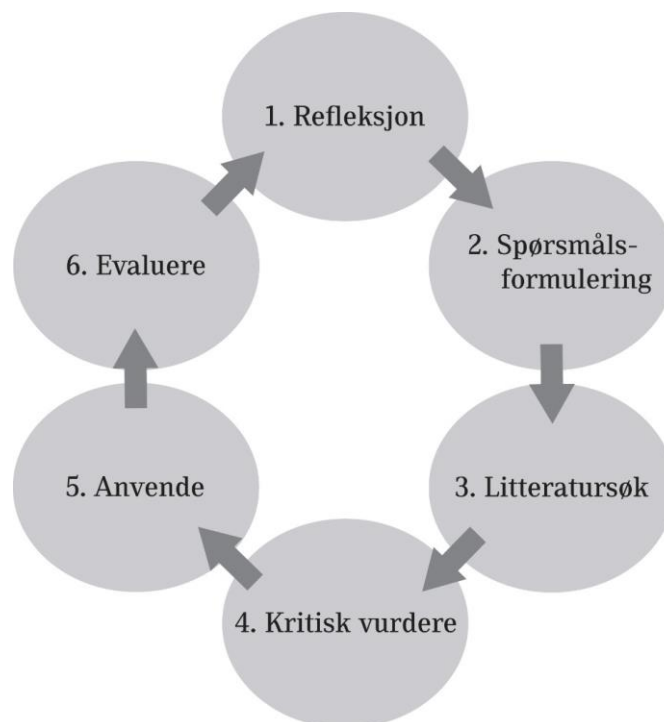 1. Refleksjon
2. Spørsmåls-
formulering
3. Litteratursøk
4. Kritisk vurdere
5. Anvende
6. Evaluere